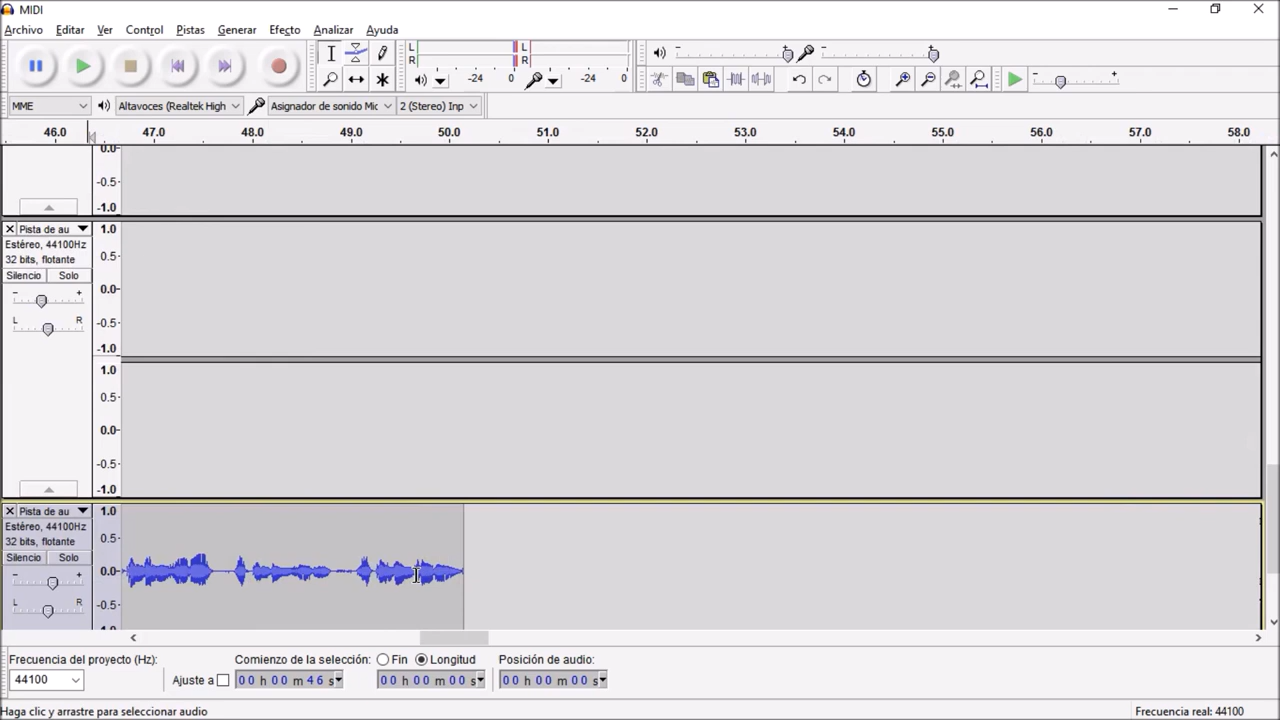 MIDI
Archivo Editar Ver Control Pistas Generar Efecto Analizar Ayuda
L L
R R
-24 0 -24 0
MME Altavoces (Realtek High Asignador de sonido Mic 2 (Stereo) Inp
46.0 47.0 48.0 49.0 50.0 51.0 52.0 53.0 54.0 55.0 56.0 57.0 58.0
0.0
-0.5
-1.0
Pista de au 1.0
Estéreo, 44100Hz 0.5
32 bits, flotante
Silencio Solo
0.0
L R -0.5
-1.0
1.0
0.5
0.0
-0.5
-1.0
Pista de au 1.0
Estéreo, 44100Hz 0.5
32 bits, flotante
Silencio Solo
0.0
L R -0.5
Frecuencia del proyecto (Hz): Comienzo de la selección: Fin Longitud Posición de audio:
44100 Ajuste a 00 h 00 m 46 s 00 h 00 m 00 s 00 h 00 m 00 s
Haga clic y arrastre para seleccionar audio Frecuencia real: 44100